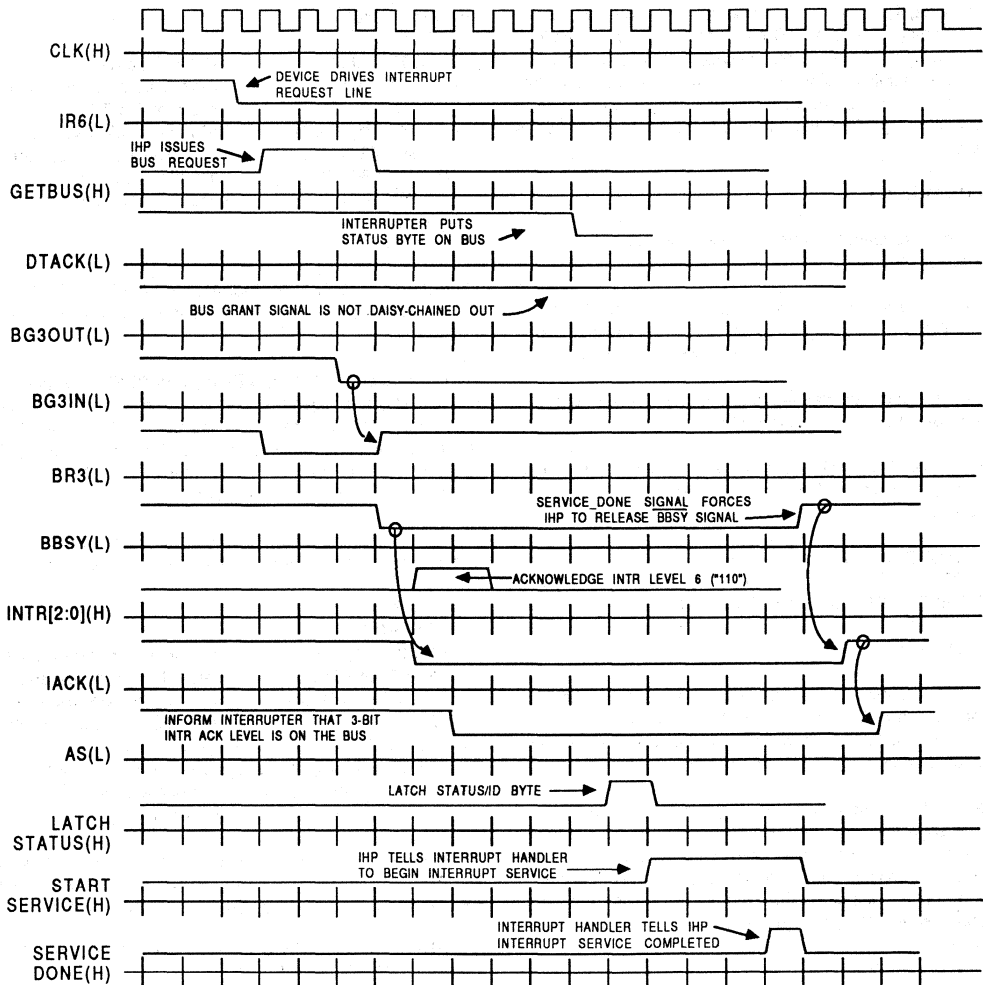 CLK(H)
DEVICE DRIVES INTERRUPT
REQUEST LINE
IR6(L)
IHP ISSUES
BUS REQUEST
GETBUS(H)
INTERRUPTER PUTS
STATUS BYTE ON BUS
DTACK(L)
BUS GRANT SIGNAL IS NOT DAISY-CHAINED OUT
BG3OUT(L)
BG3IN(L)
BR3(L)
SERVICE_DONE SIGNAL FORCES
IHP TO RELEASE BBSY SIGNAL
BBSY(L)
ACKNOWLEDGE INTR LEVEL 6 ("110")
INTR[2:0](H)
IACK(L)
INFORM INTERRUPTER THAT 3-BIT
INTR ACK LEVEL IS ON THE BUS
AS(L)
LATCH STATUS/ID BYTE
LATCH
STATUS(H)
IHP TELLS INTERRUPT HANDLER
TO BEGIN INTERRUPT SERVICE
START
SERVICE(H)
INTERRUPT HANDLER TELLS IHP
INTERRUPT SERVICE COMPLETED
SERVICE
DONE(H)